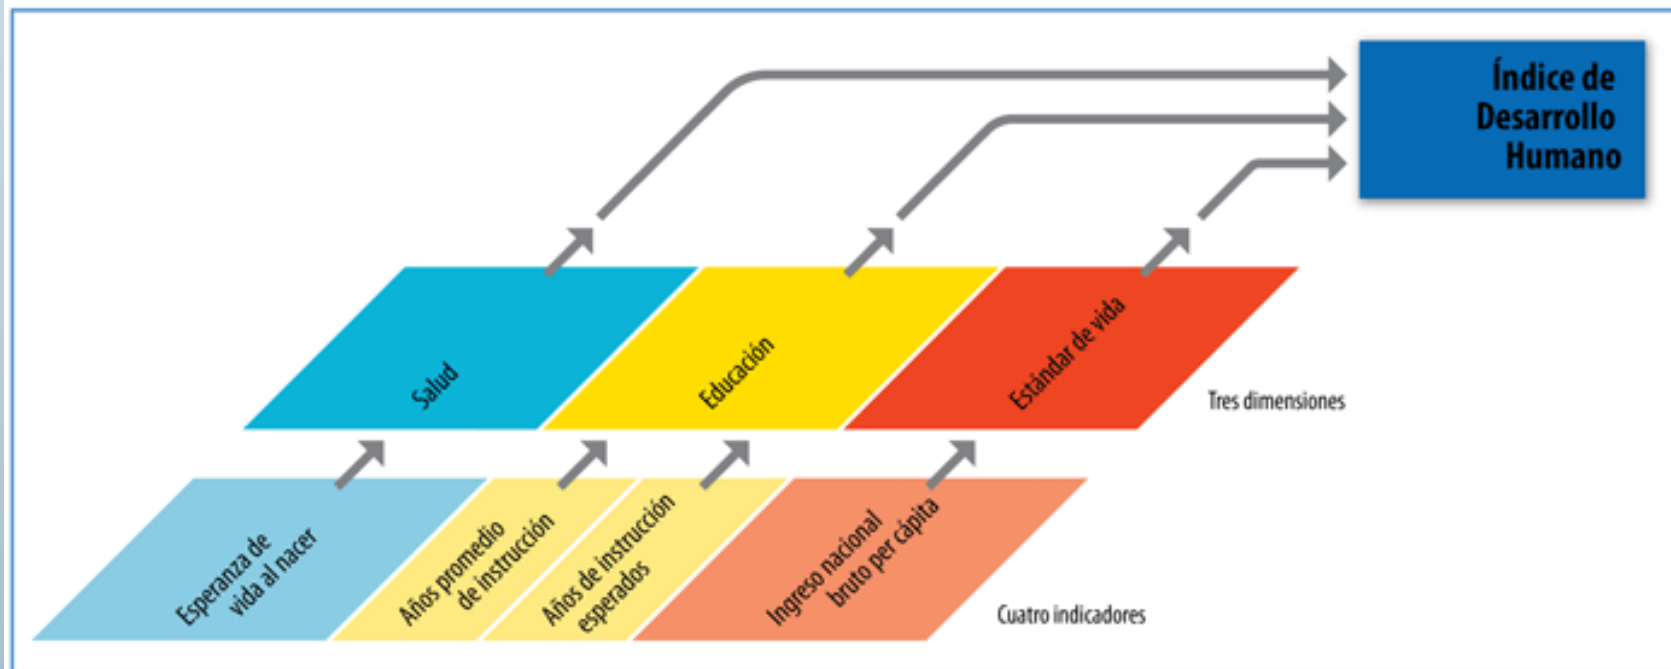 Índice de
Desarrollo
Humano
Salud
Educación
Estándar de vida
Tres dimensiones
Esperanza de
vida al nacer
Años promedio
de instrucción
Años de instrucción
esperados
Ingreso nacional
bruto per cápita
Cuatro indicadores